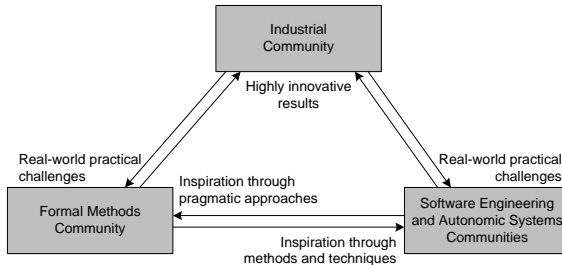 Industrial
Community
Highly innovative
results
Real-world practical
challenges
Real-world practical
challenges
Inspiration through
pragmatic approaches
Formal Methods
Community
Software Engineering
and Autonomic Systems
Communities
Inspiration through
methods and techniques